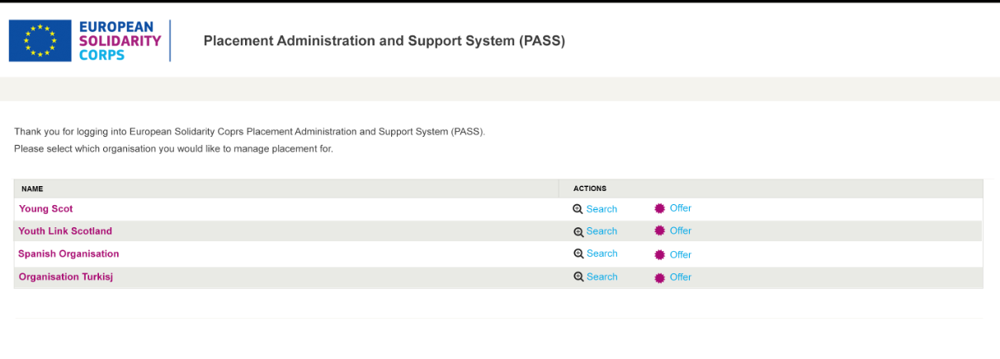 EUROPEAN
SOLIDARITY
CORPS
Placement Administration and Support System (PASS)
Thank you for logging into European Solidarity Coprs Placement Administration and Support System (PASS).
Please select which organisation you would like to manage placement for.
NAME ACTIONS
Young Scot Search Offer
Youth Link Scotland Search Offer
Spanish Organisation Search Offer
Organisation Turkisj Search Offer